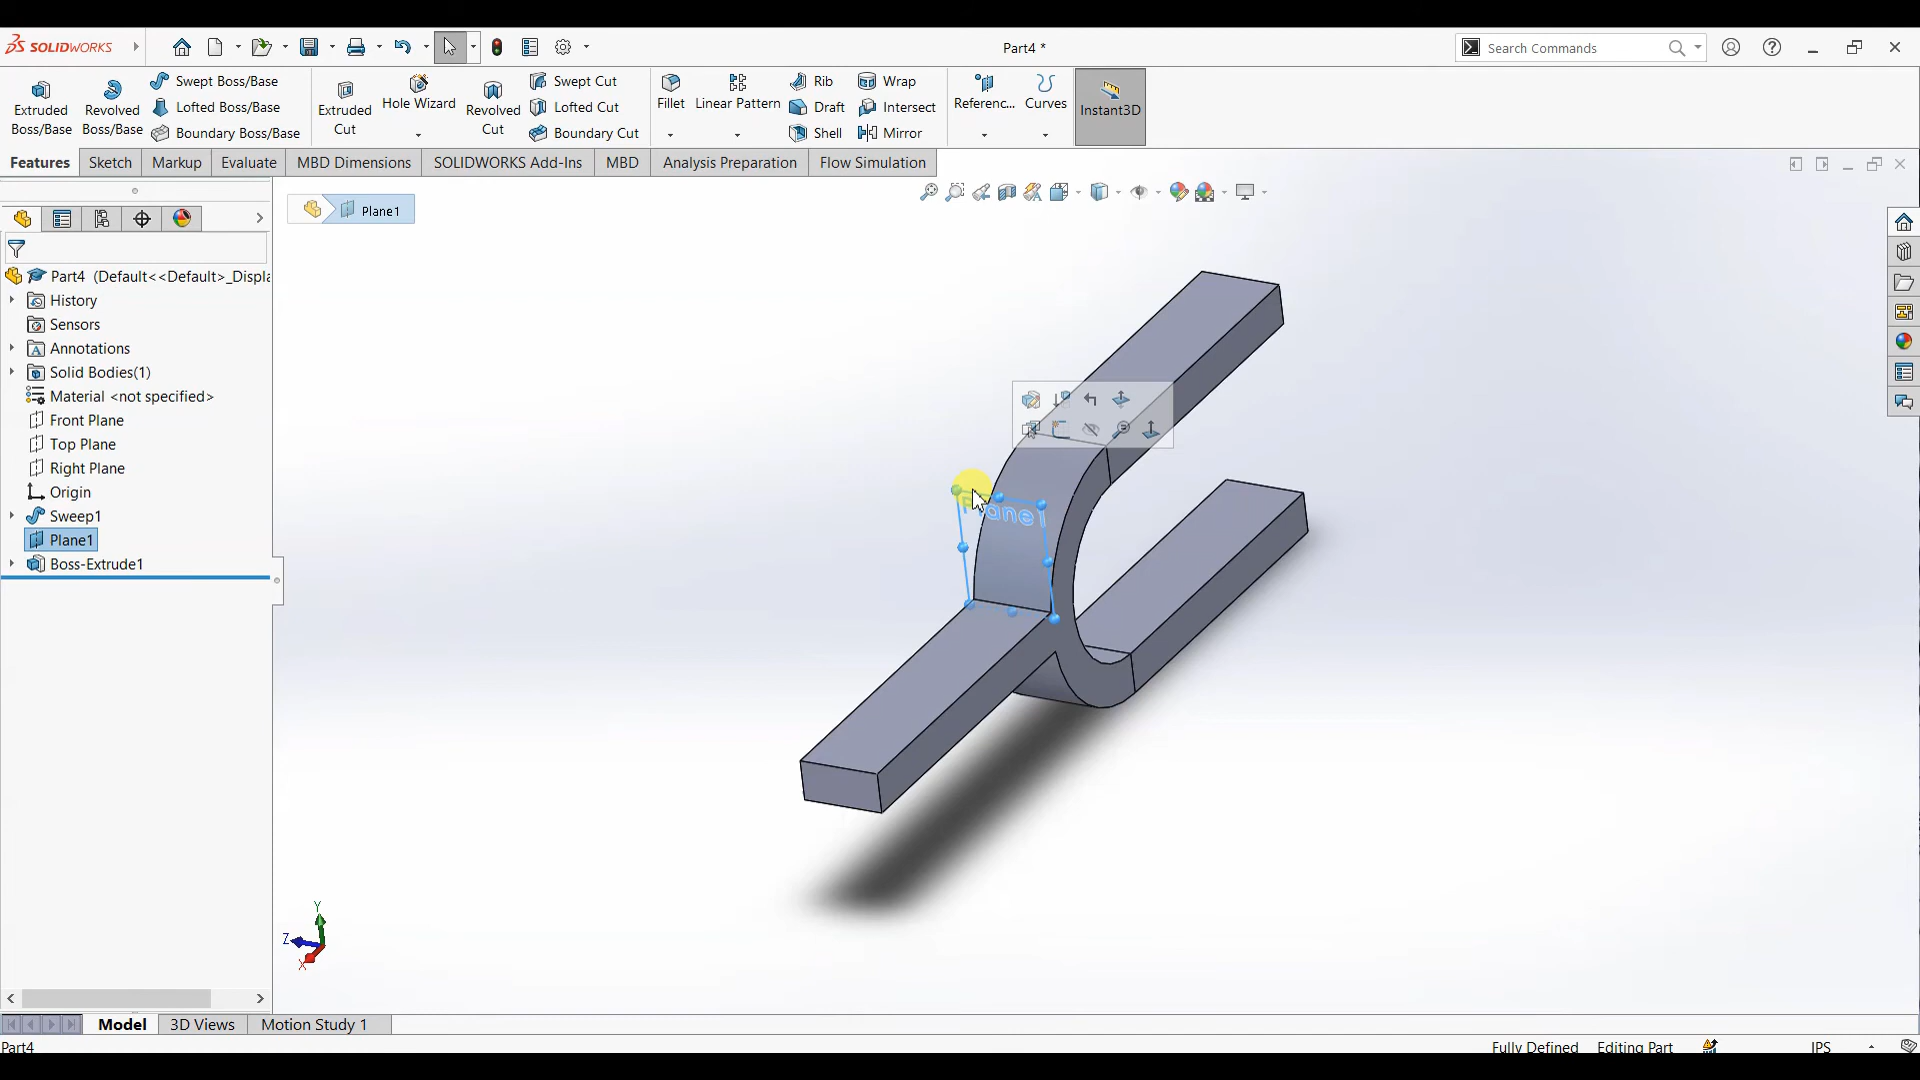 SOLIDWORKS
Part4 *
Search Commands
Extruded Boss/Base
Revolved Boss/Base
Swept Boss/Base
Lofted Boss/Base
Boundary Boss/Base
Extruded Cut
Hole Wizard
Revolved Cut
Swept Cut
Lofted Cut
Boundary Cut
Fillet
Linear Pattern
Rib
Draft
Shell
Wrap
Intersect
Mirror
Referenc...
Curves
Instant3D
Features
Sketch
Markup
Evaluate
MBD Dimensions
SOLIDWORKS Add-Ins
MBD
Analysis Preparation
Flow Simulation
Plane1
Part4 (Default<<Default>_Displa
History
Sensors
Annotations
Solid Bodies(1)
Material <not specified>
Front Plane
Top Plane
Right Plane
Origin
Sweep1
Plane1
Boss-Extrude1
Plane1
Y
Z
X
Model
3D Views
Motion Study 1
Part4
Fully Defined
Editing Part
IPS